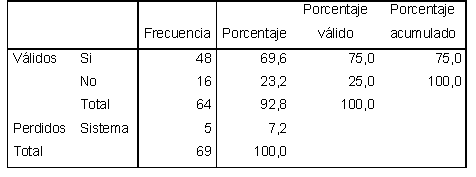 Frecuencia Porcentaje Porcentaje válido Porcentaje acumulado
Válidos Si 48 69,6 75,0 75,0
No 16 23,2 25,0 100,0
Total 64 92,8 100,0
Perdidos Sistema 5 7,2
Total 69 100,0